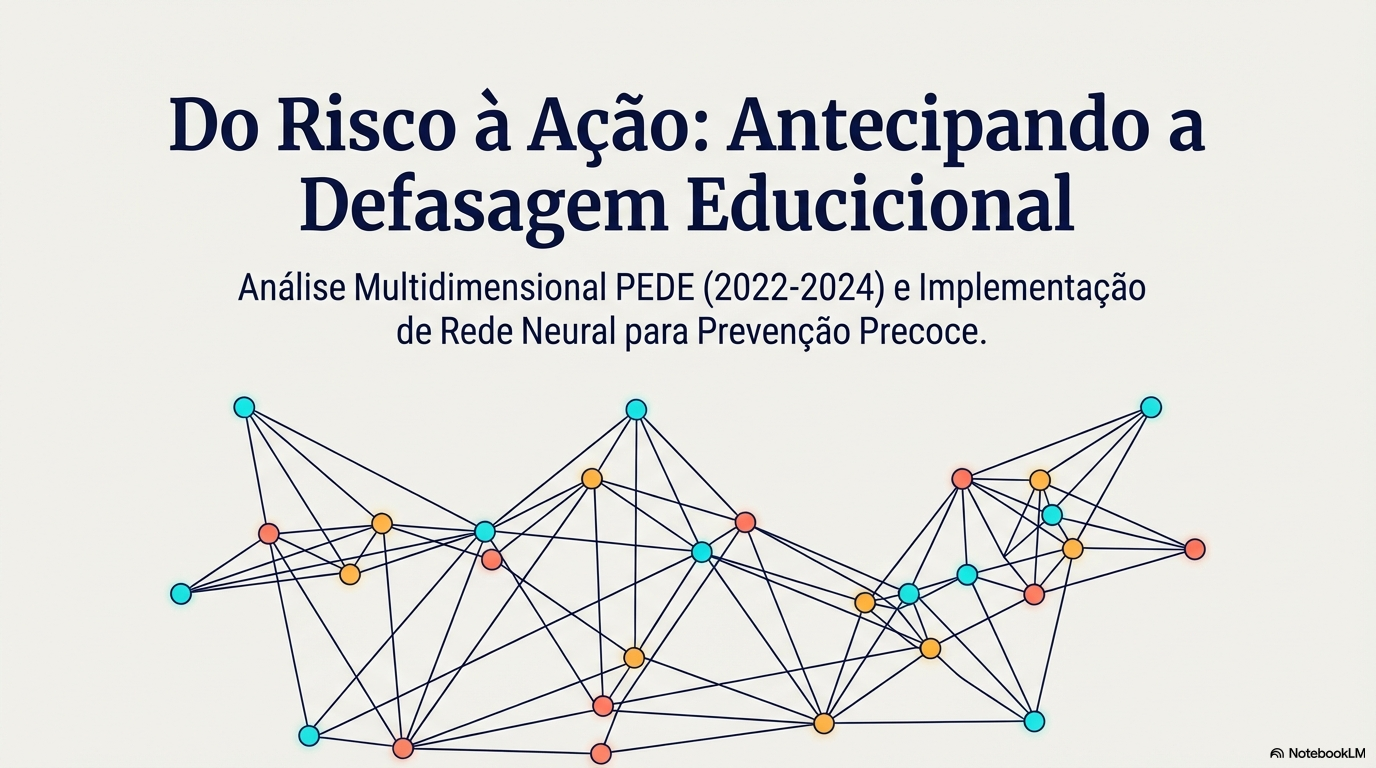 Do Risco à Ação: Antecipando a
Defasagem Educicional
Análise Multidimensional PEDE (2022-2024) e Implementação
de Rede Neural para Prevenção Precoce.
NotebookLM